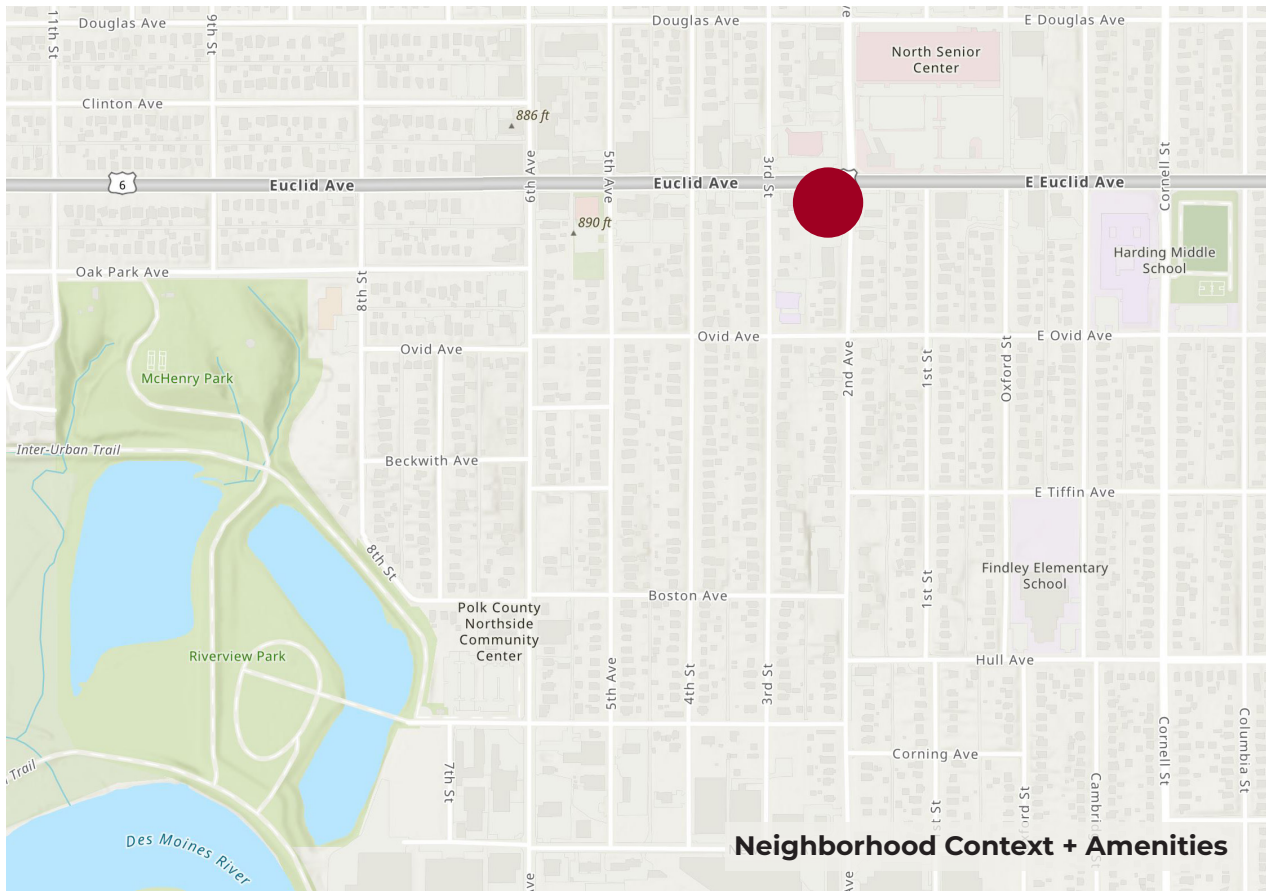 11th St
Douglas Ave
9th St
Douglas Ave
ve
E Douglas Ave
North Senior
Center
Clinton Ave
886 ft
6th Ave
5th Ave
3rd St
Cornell St
6
Euclid Ave
Euclid Ave
E Euclid Ave
890 ft
Harding Middle
School
Oak Park Ave
8th St
Ovid Ave
Ovid Ave
E Ovid Ave
2nd Ave
1st St
Oxford St
McHenry Park
Inter-Urban Trail
Beckwith Ave
E Tiffin Ave
8th St
Findley Elementary
School
1st St
Boston Ave
Polk County
Northside
Community
Center
Riverview Park
Hull Ave
5th Ave
4th St
3rd St
Cornell St
Columbia St
Corning Ave
Trail
7th St
Des Moines River
Neighborhood Context + Amenities